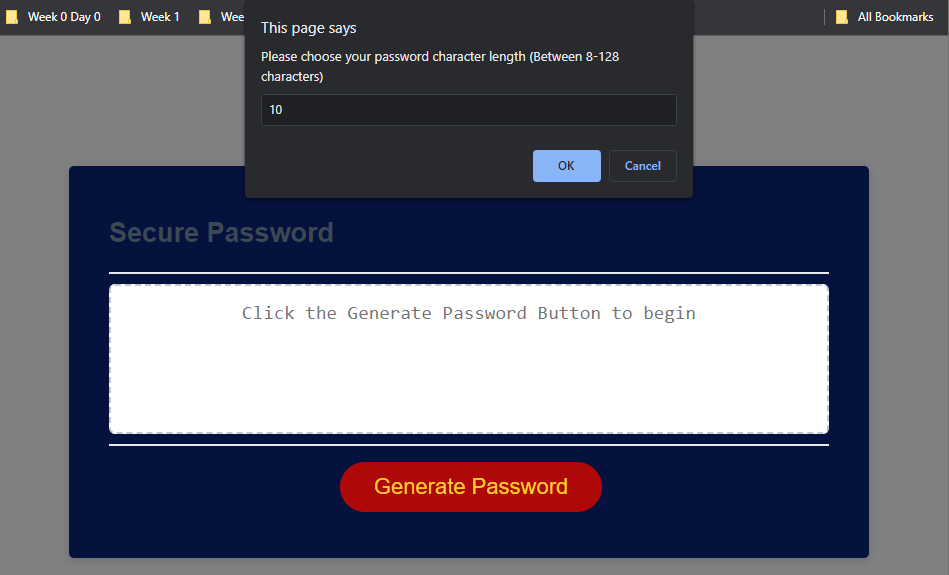 Week 0 Day 0 Week 1 Wee All Bookmarks
This page says
Please choose your password character length (Between 8-128
characters)
10
OK Cancel
Secure Password
Click the Generate Password Button to begin
Generate Password